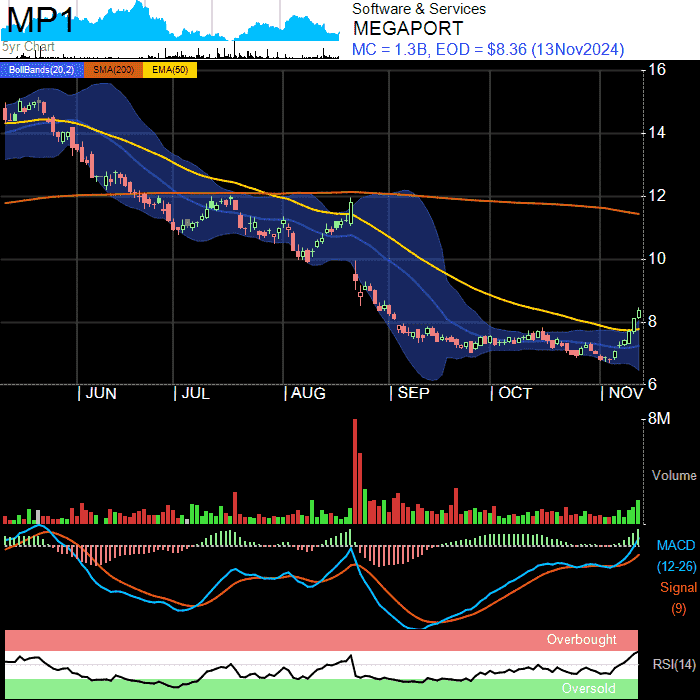 MP1
5yr Chart
Software & Services
MEGAPORT
MC = 1.3B, EOD = $8.36 (13Nov2024)
BollBands(20,2) SMA(200) EMA(50)
16
14
12
10
8
6
JUN JUL AUG SEP OCT NOV
8M
Volume
MACD
(12-26)
Signal
(9)
Overbought
RSI(14)
Oversold